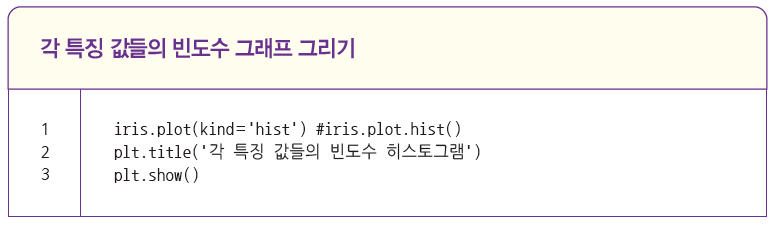 각 특징 값들의 빈도수 그래프 그리기
1 iris.plot(kind='hist') #iris.plot.hist()
2 plt.title('각 특징 값들의 빈도수 히스토그램')
3 plt.show()